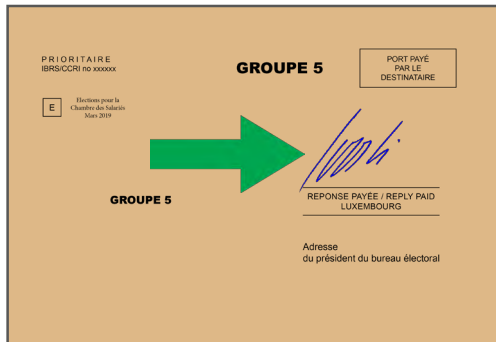 PRIORITAIRE
IBRS/CCRI no xxxxxx
GROUPE 5
PORT PAYÉ
PAR LE
DESTINATAIRE
E
Elections pour la
Chambre des Salariés
Mars 2019
GROUPE 5
REPONSE PAYÉE / REPLY PAID
LUXEMBOURG
Adresse
du président du bureau électoral